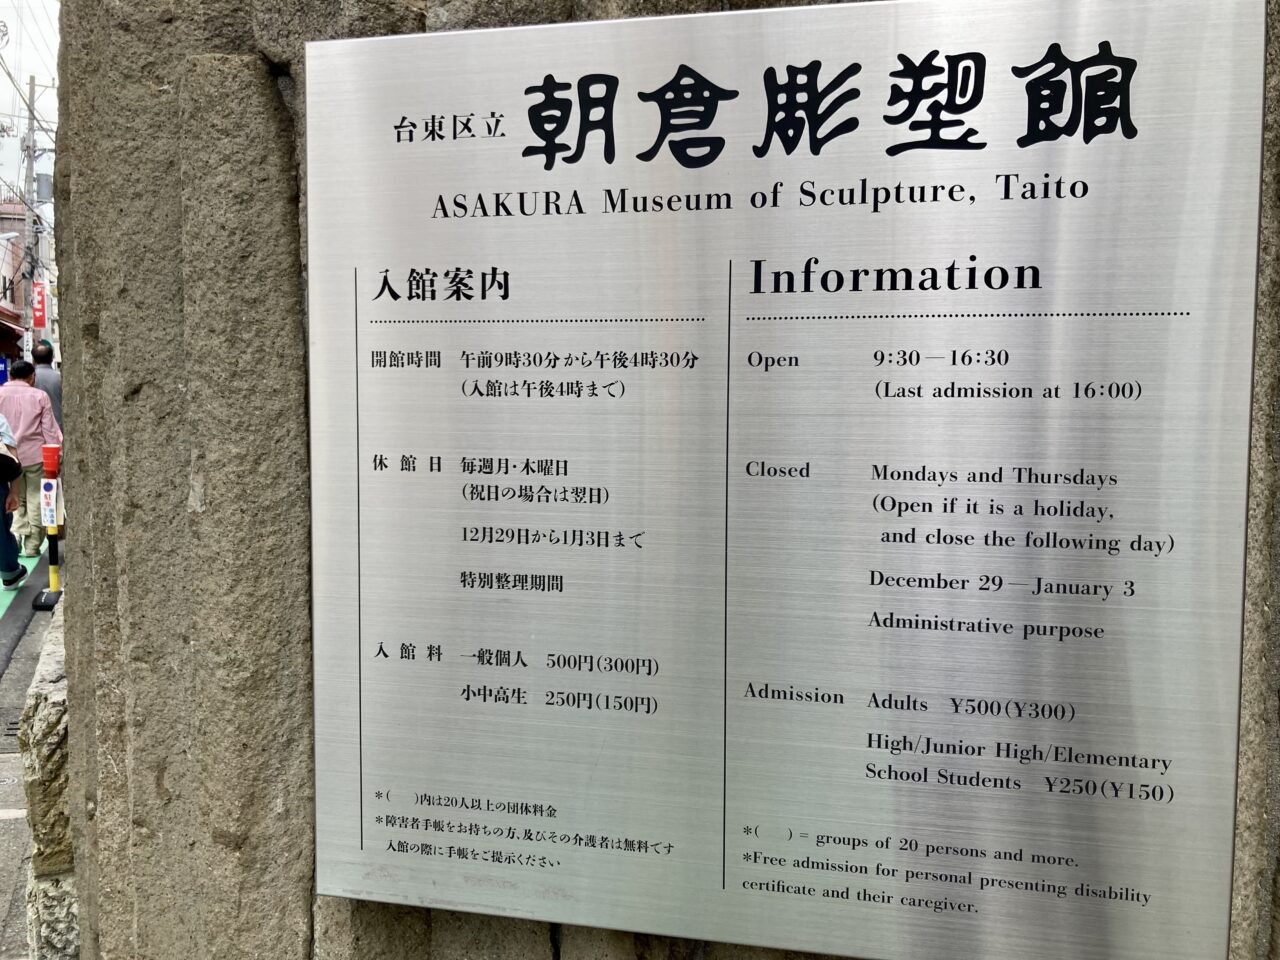 台東区立 朝倉彫塑館
ASAKURA Museum of Sculpture, Taito
入館案内
開館時間 午前9時30分から午後4時30分
(入館は午後4時まで)
休館日 毎週月・木曜日
(祝日の場合は翌日)
12月29日から1月3日まで
特別整理期間
入館料 一般個人 500円(300円)
小中高生 250円(150円)
*( )内は20人以上の団体料金
*障害者手帳をお持ちの方、及びその介護者は無料です
入館の際に手帳をご提示ください
Information
Open 9:30—16:30
(Last admission at 16:00)
Closed Mondays and Thursdays
(Open if it is a holiday,
and close the following day)
December 29—January 3
Administrative purpose
Admission Adults ¥500(¥300)
High/Junior High/Elementary
School Students ¥250(¥150)
*( ) = groups of 20 persons and more.
*Free admission for personal presenting disability
certificate and their caregiver.